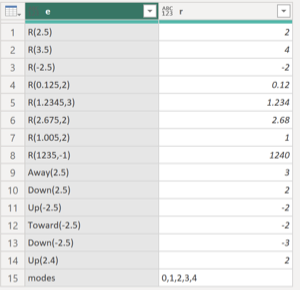 e ABC 123 r
1 R(2.5) 2
2 R(3.5) 4
3 R(-2.5) -2
4 R(0.125,2) 0.12
5 R(1.2345,3) 1.234
6 R(2.675,2) 2.68
7 R(1.005,2) 1
8 R(1235,-1) 1240
9 Away(2.5) 3
10 Down(2.5) 2
11 Up(-2.5) -2
12 Toward(-2.5) -2
13 Down(-2.5) -3
14 Up(2.4) 2
15 modes 0,1,2,3,4